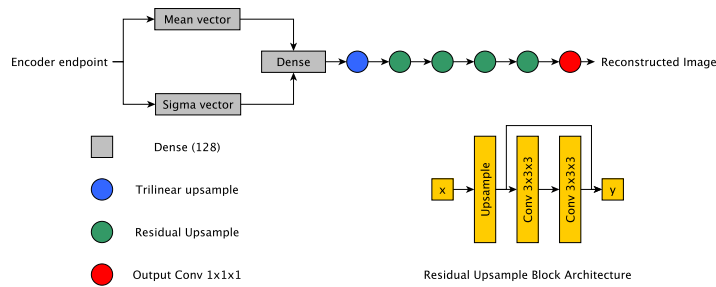 Mean vector
Encoder endpoint
Dense
Reconstructed Image
Sigma vector
Dense (128)
Trilinear upsample
Residual Upsample
Output Conv 1x1x1
x
Upsample
Conv 3x3x3
Conv 3x3x3
y
Residual Upsample Block Architecture